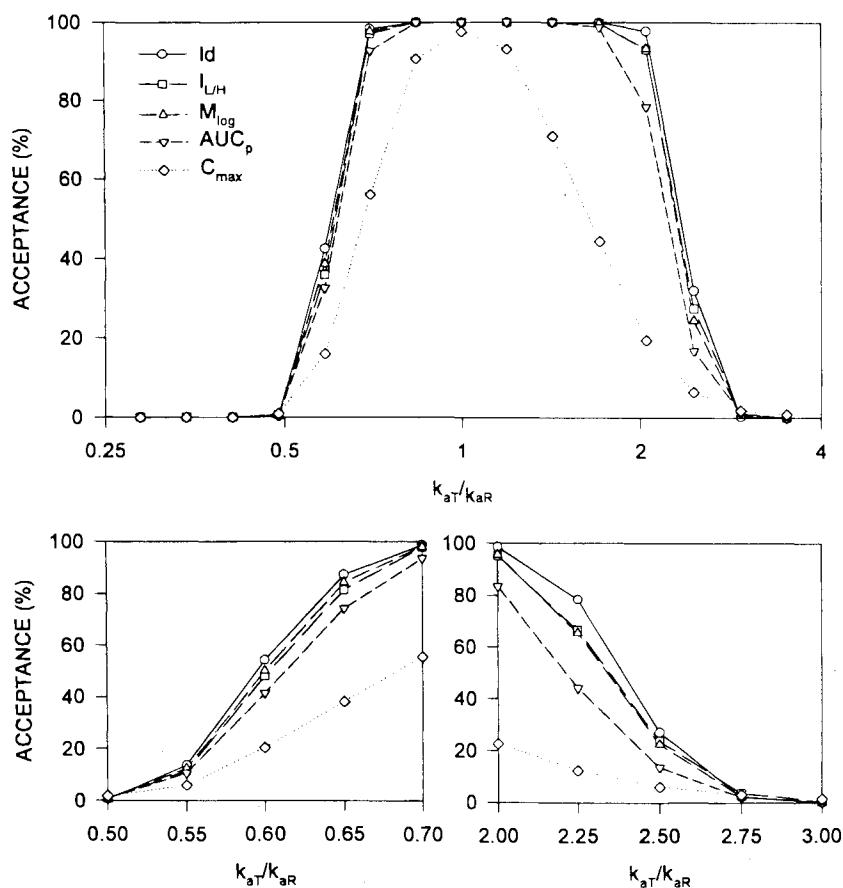 100
80
60
40
20
0
ACCEPTANCE (%)
Id
I_L/H
M_log
AUC_p
C_max
0.25 0.5 1 2 4
k_aT/k_aR
100
80
60
40
20
0
ACCEPTANCE (%)
0.50 0.55 0.60 0.65 0.70
k_aT/k_aR
100
80
60
40
20
0
2.00 2.25 2.50 2.75 3.00
k_aT/k_aR